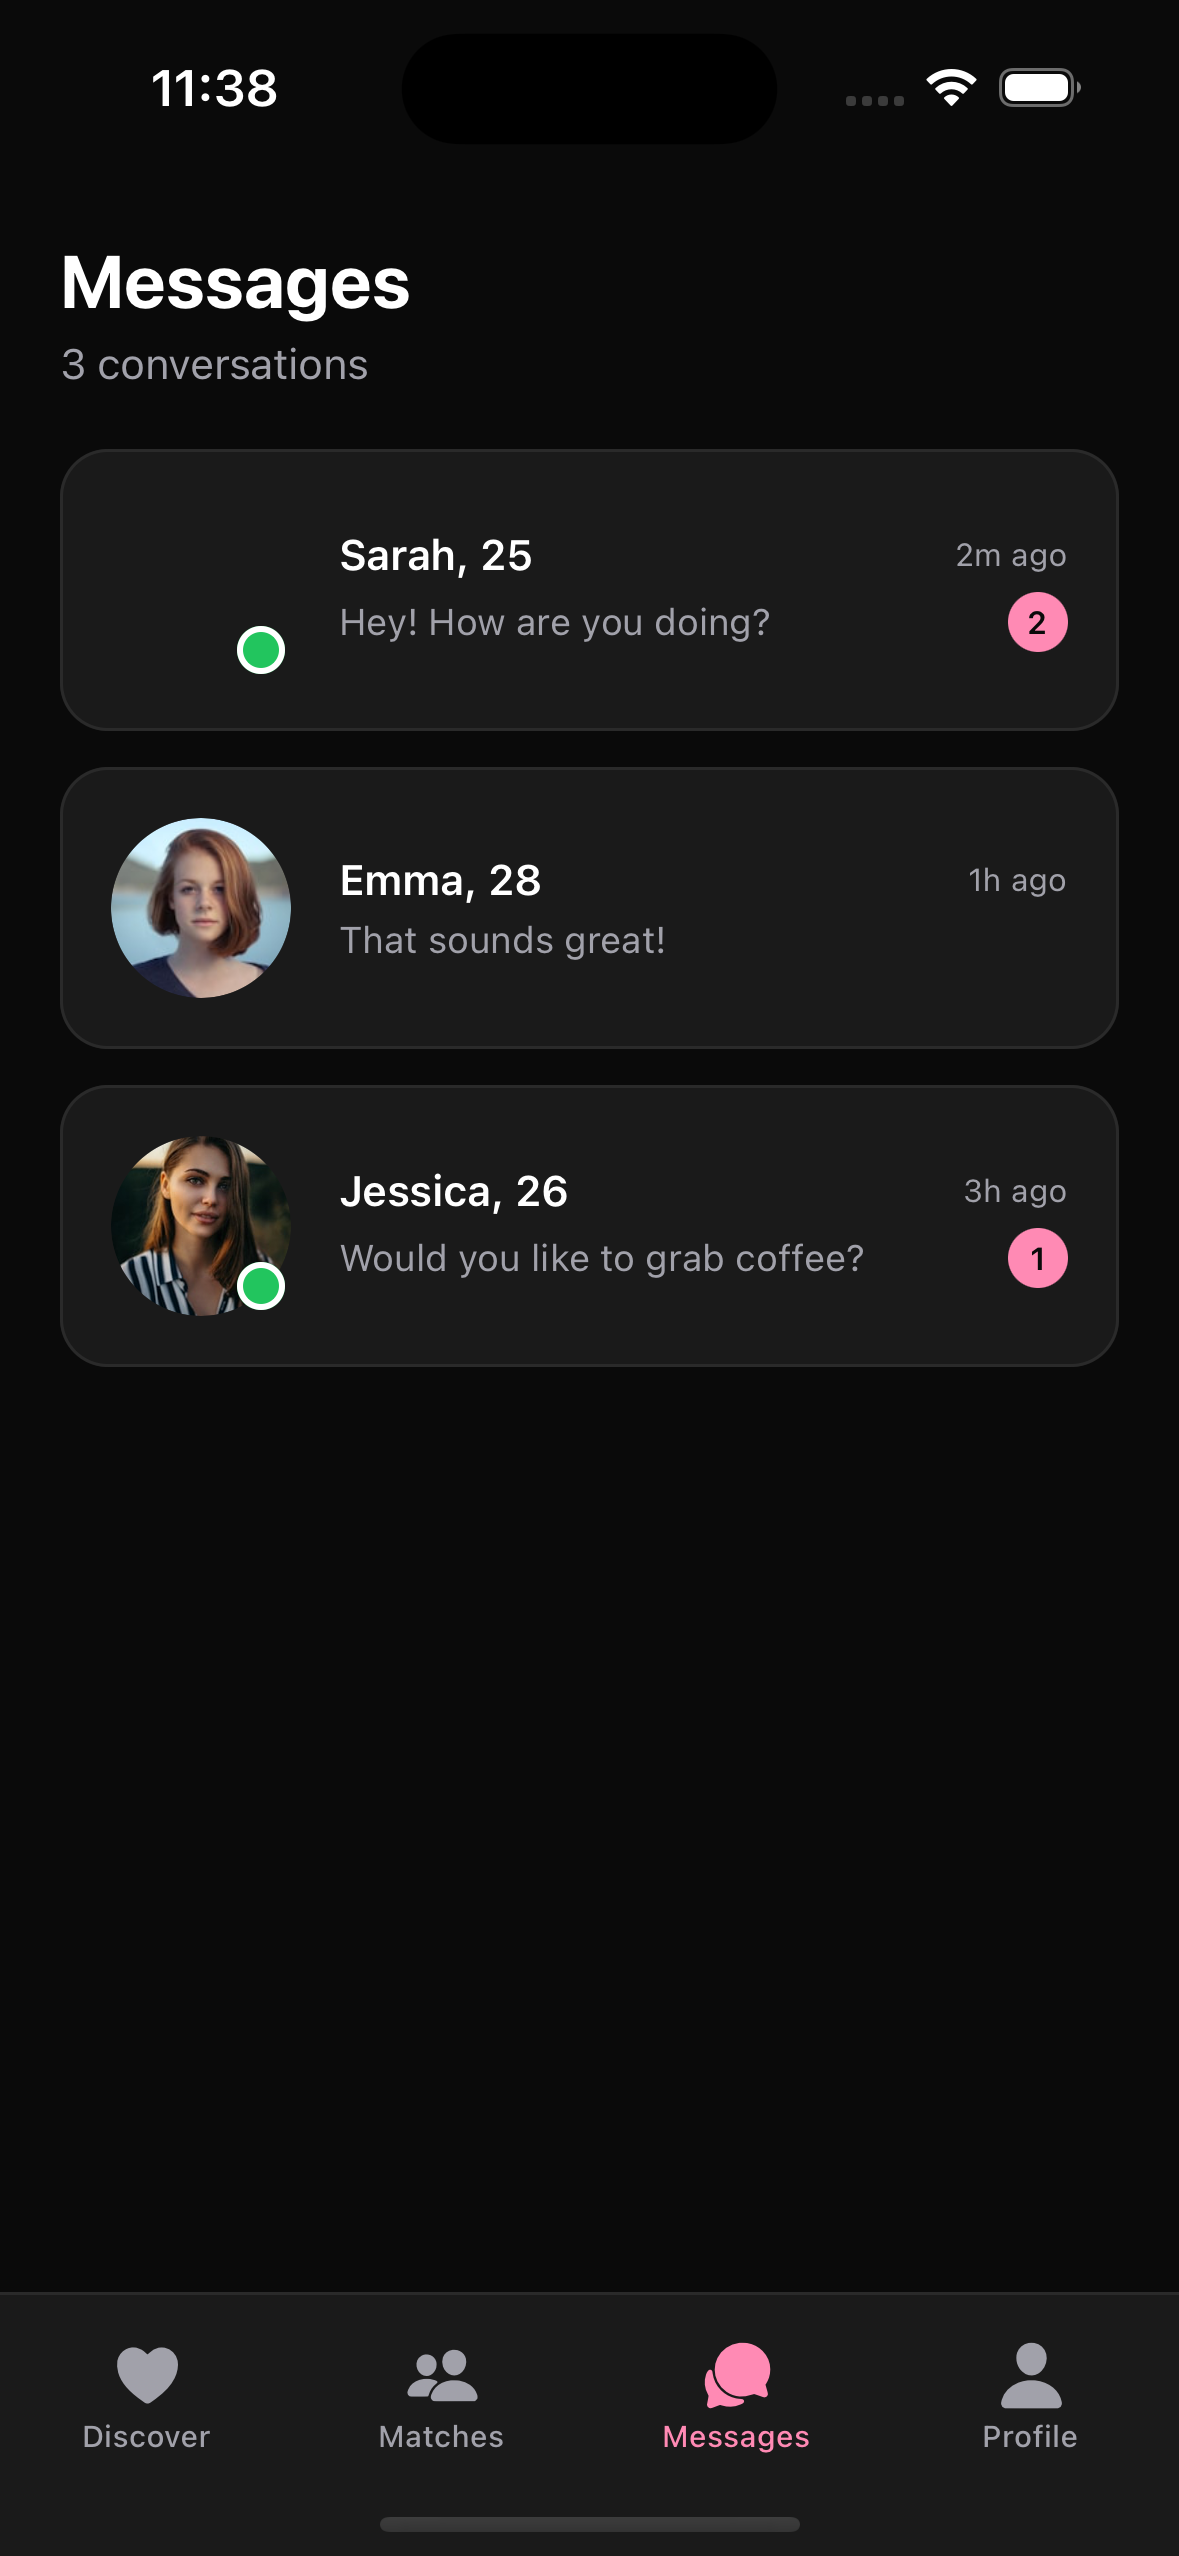 11:38
Messages
3 conversations
Sarah, 25
2m ago
Hey! How are you doing?
2
Emma, 28
1h ago
That sounds great!
Jessica, 26
3h ago
Would you like to grab coffee?
1
Discover
Matches
Messages
Profile